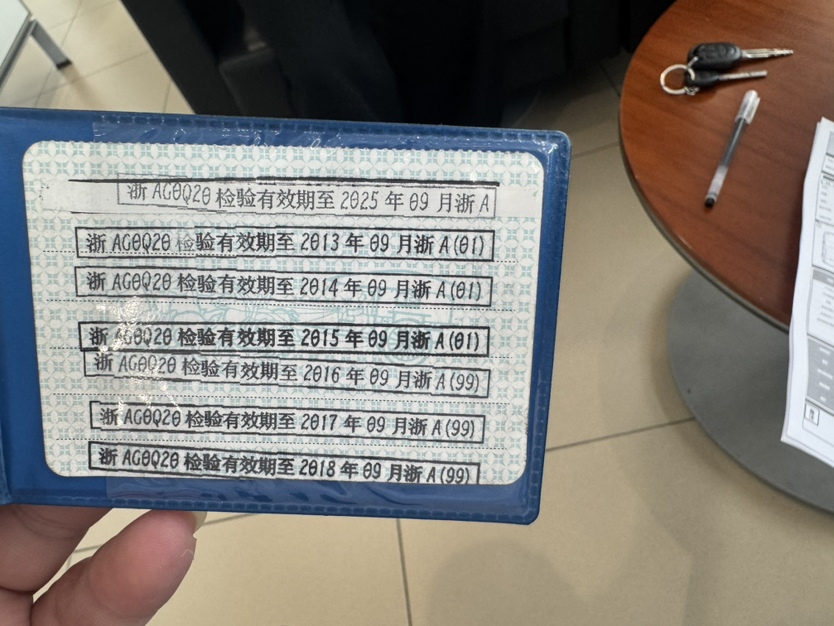 浙 AG0Q20 检验有效期至 2025 年 09 月浙 A
浙 AG0Q20 检验有效期至 2013 年 09 月浙 A(01)
浙 AG0Q20 检验有效期至 2014 年 09 月浙 A(01)
浙 AG0Q20 检验有效期至 2015 年 09 月浙 A(01)
浙 AG0Q20 检验有效期至 2016 年 09 月浙 A(99)
浙 AG0Q20 检验有效期至 2017 年 09 月浙 A(99)
浙 AG0Q20 检验有效期至 2018 年 09 月浙 A(99)